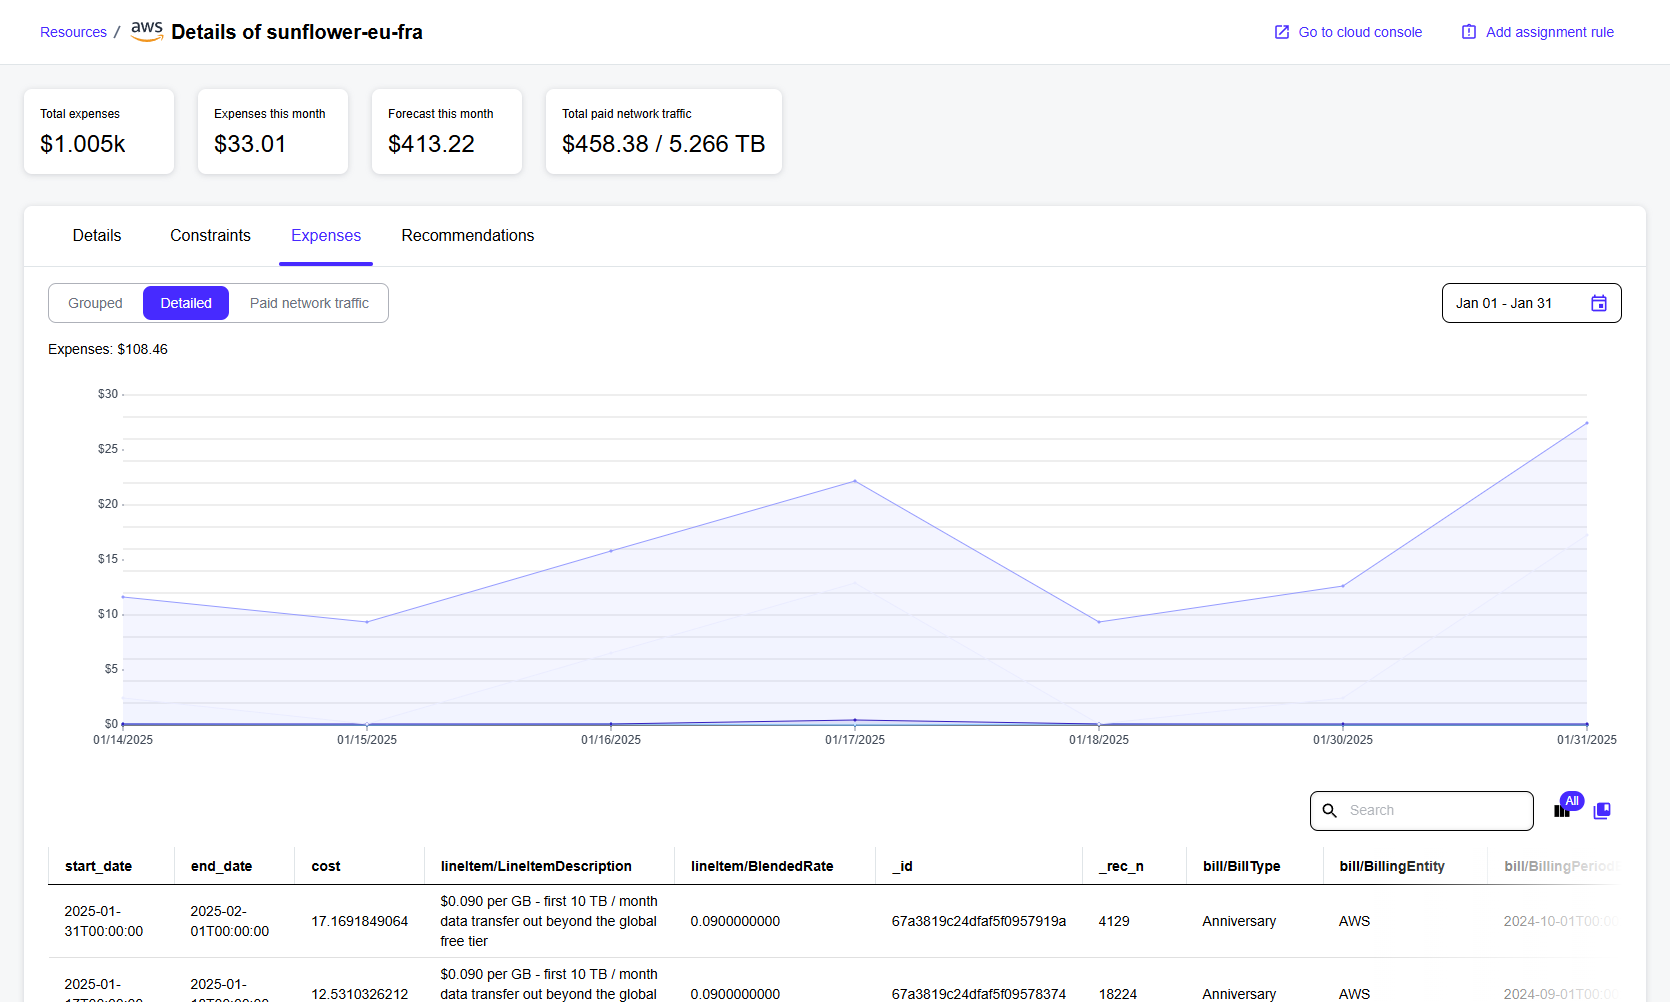 Resources / aws Details of sunflower-eu-fra
Go to cloud console
Add assignment rule
Total expenses
$1.005k
Expenses this month
$33.01
Forecast this month
$413.22
Total paid network traffic
$458.38 / 5.266 TB
Details
Constraints
Expenses
Recommendations
Grouped
Detailed
Paid network traffic
Jan 01 - Jan 31
Expenses: $108.46
$30
$25
$20
$15
$10
$5
$0
01/14/2025
01/15/2025
01/16/2025
01/17/2025
01/18/2025
01/30/2025
01/31/2025
Search
All
start_date
end_date
cost
lineItem/LineItemDescription
lineItem/BlendedRate
_id
_rec_n
bill/BillType
bill/BillingEntity
bill/BillingPeriod
2025-01-
31T00:00:00
2025-02-
01T00:00:00
17.1691849064
$0.090 per GB - first 10 TB / month
data transfer out beyond the global
free tier
0.0900000000
67a3819c24dfaf5f0957919a
4129
Anniversary
AWS
2024-10-01T00:00
2025-01-
17T00:00:00
2025-01-
18T00:00:00
12.5310326212
$0.090 per GB - first 10 TB / month
data transfer out beyond the global
0.0900000000
67a3819c24dfaf5f09578374
18224
Anniversary
AWS
2024-09-01T00:00